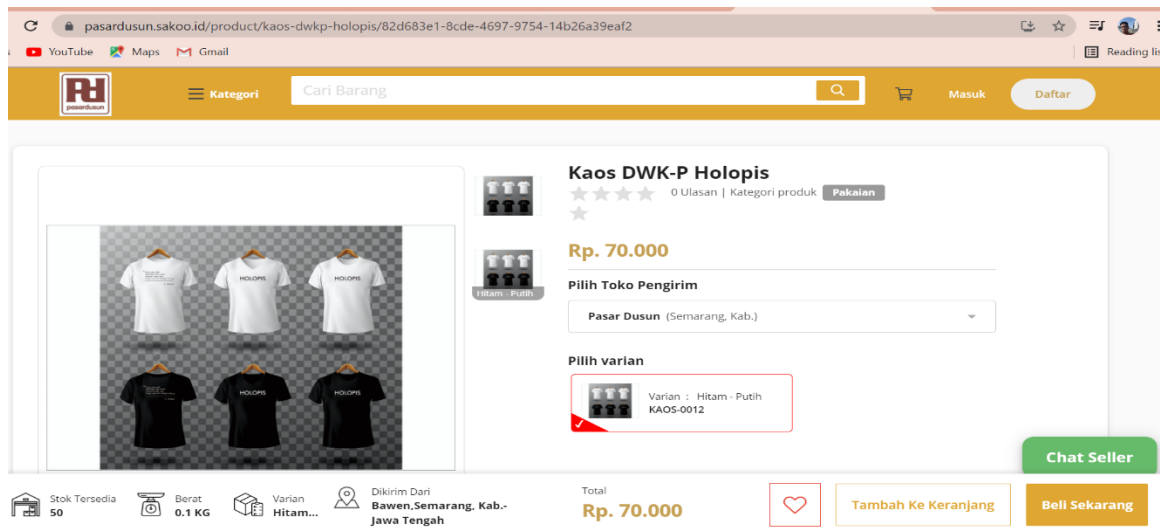 pasardusun.sakoo.id/product/kaos-dwkp-holopis/82d683e1-8cde-4697-9754-14b26a39eaf2
YouTube Maps Gmail Reading lis
Pd
pasardusun
Kategori
Cari Barang
Masuk
Daftar
Kaos DWK-P Holopis
0 Ulasan | Kategori produk Pakaian
Rp. 70.000
Pilih Toko Pengirim
Pasar Dusun (Semarang, Kab.)
Pilih varian
Varian : Hitam - Putih
KAOS-0012
Hitam - Putih
HOLOPIS
HOLOPIS
HOLOPIS
HOLOPIS
Chat Seller
Stok Tersedia
50
Berat
0.1 KG
Varian
Hitam...
Dikirim Dari
Bawen,Semarang, Kab.-
Jawa Tengah
Total
Rp. 70.000
Tambah Ke Keranjang
Beli Sekarang